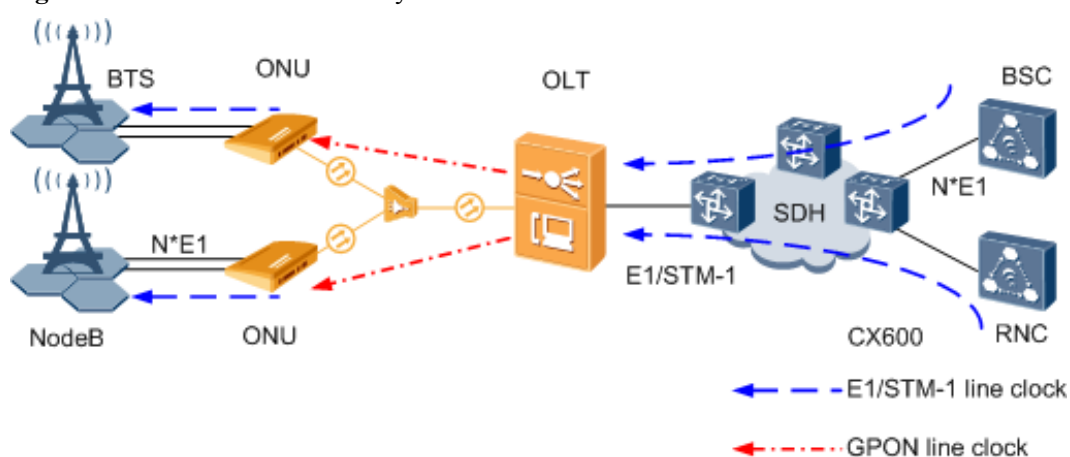 BTS
ONU
OLT
BSC
N*E1
SDH
N*E1
E1/STM-1
NodeB
ONU
CX600
RNC
E1/STM-1 line clock
GPON line clock